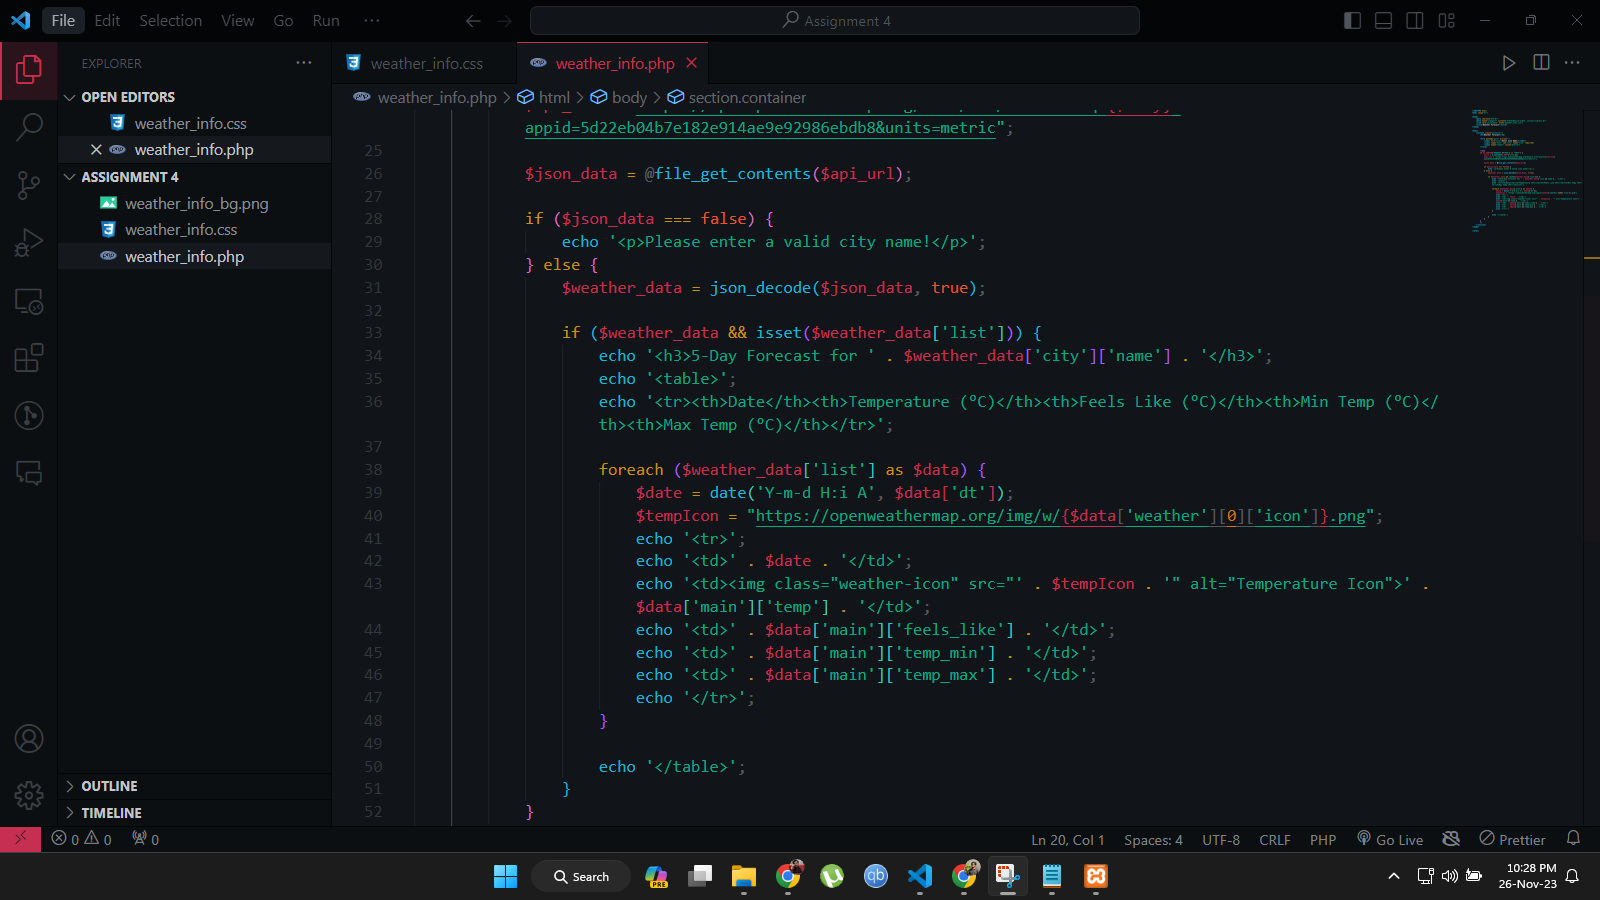 File Edit Selection View Go Run ···
Assignment 4
EXPLORER
OPEN EDITORS
weather_info.css
weather_info.php
ASSIGNMENT 4
weather_info_bg.png
weather_info.css
weather_info.php
OUTLINE
TIMELINE
weather_info.css
weather_info.php
weather_info.php > html > body > section.container
appid=5d22eb04b7e182e914ae9e92986ebdb8&units=metric";
25
26 $json_data = @file_get_contents($api_url);
27
28 if ($json_data === false) {
29 echo '<p>Please enter a valid city name!</p>';
30 } else {
31 $weather_data = json_decode($json_data, true);
32
33 if ($weather_data && isset($weather_data['list'])) {
34 echo '<h3>5-Day Forecast for ' . $weather_data['city']['name'] . '</h3>';
35 echo '<table>';
36 echo '<tr><th>Date</th><th>Temperature (°C)</th><th>Feels Like (°C)</th><th>Min Temp (°C)</
th><th>Max Temp (°C)</th></tr>';
37
38 foreach ($weather_data['list'] as $data) {
39 $date = date('Y-m-d H:i A', $data['dt']);
40 $tempIcon = "https://openweathermap.org/img/w/{$data['weather'][0]['icon']}.png";
41 echo '<tr>';
42 echo '<td>' . $date . '</td>';
43 echo '<td><img class="weather-icon" src="' . $tempIcon . '" alt="Temperature Icon">' .
$data['main']['temp'] . '</td>';
44 echo '<td>' . $data['main']['feels_like'] . '</td>';
45 echo '<td>' . $data['main']['temp_min'] . '</td>';
46 echo '<td>' . $data['main']['temp_max'] . '</td>';
47 echo '</tr>';
48 }
49
50 echo '</table>';
51 }
52 }
0 0 0
Ln 20, Col 1 Spaces: 4 UTF-8 CRLF PHP Go Live Prettier
Search
PRE
qb
10:28 PM
26-Nov-23